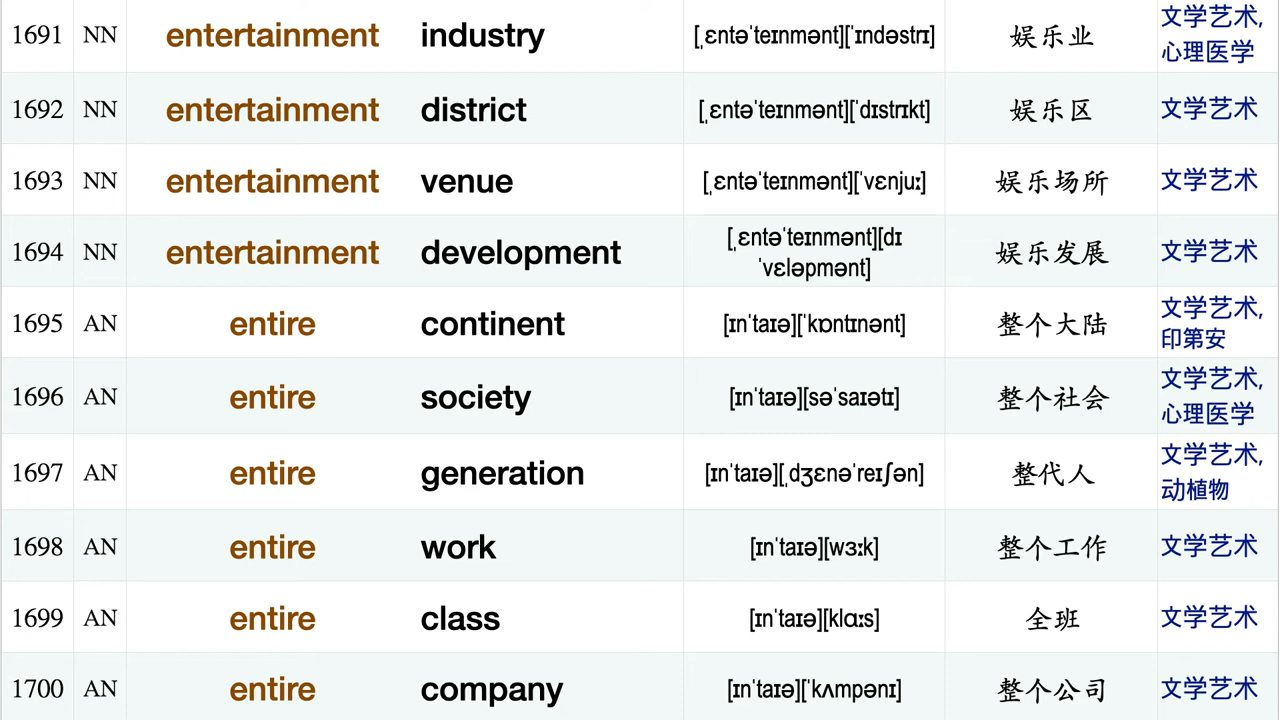 1691 NN entertainment industry [ˌɛntəˈteɪnmənt][ˈɪndəstrɪ] 娱乐业 文学艺术,
心理医学
1692 NN entertainment district [ˌɛntəˈteɪnmənt][ˈdɪstrɪkt] 娱乐区 文学艺术
1693 NN entertainment venue [ˌɛntəˈteɪnmənt][ˈvɛnjuː] 娱乐场所 文学艺术
1694 NN entertainment development [ˌɛntəˈteɪnmənt][dɪ
ˈvɛləpmənt] 娱乐发展 文学艺术
1695 AN entire continent [ɪnˈtaɪə][ˈkɒntɪnənt] 整个大陆 文学艺术,
印第安
1696 AN entire society [ɪnˈtaɪə][səˈsaɪətɪ] 整个社会 文学艺术,
心理医学
1697 AN entire generation [ɪnˈtaɪə][ˌdʒɛnəˈreɪʃən] 整代人 文学艺术,
动植物
1698 AN entire work [ɪnˈtaɪə][wɜːk] 整个工作 文学艺术
1699 AN entire class [ɪnˈtaɪə][klɑːs] 全班 文学艺术
1700 AN entire company [ɪnˈtaɪə][ˈkʌmpənɪ] 整个公司 文学艺术